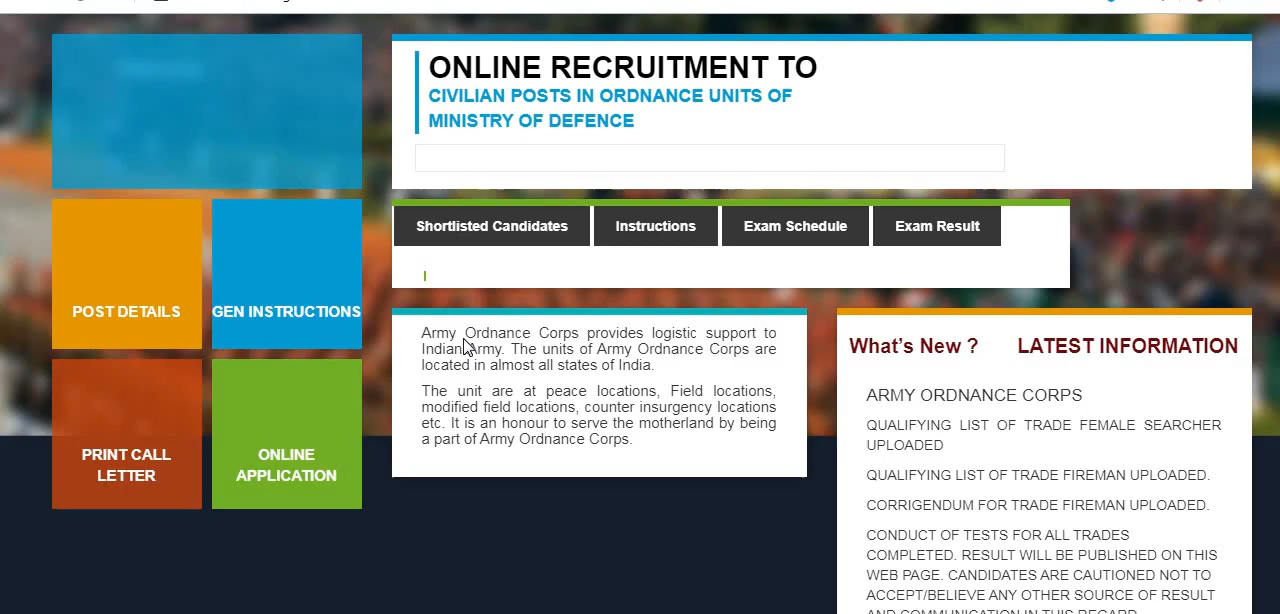 ONLINE RECRUITMENT TO
CIVILIAN POSTS IN ORDNANCE UNITS OF
MINISTRY OF DEFENCE
Shortlisted Candidates
Instructions
Exam Schedule
Exam Result
POST DETAILS
GEN INSTRUCTIONS
PRINT CALL
LETTER
ONLINE
APPLICATION
Army Ordnance Corps provides logistic support to
Indian Army. The units of Army Ordnance Corps are
located in almost all states of India.
The unit are at peace locations, Field locations,
modified field locations, counter insurgency locations
etc. It is an honour to serve the motherland by being
a part of Army Ordnance Corps.
What's New ? LATEST INFORMATION
ARMY ORDNANCE CORPS
QUALIFYING LIST OF TRADE FEMALE SEARCHER
UPLOADED
QUALIFYING LIST OF TRADE FIREMAN UPLOADED.
CORRIGENDUM FOR TRADE FIREMAN UPLOADED.
CONDUCT OF TESTS FOR ALL TRADES
COMPLETED. RESULT WILL BE PUBLISHED ON THIS
WEB PAGE. CANDIDATES ARE CAUTIONED NOT TO
ACCEPT/BELIEVE ANY OTHER SOURCE OF RESULT
AND COMMUNICATION IN THIS REGARD